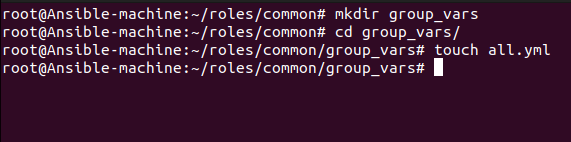 root@Ansible-machine:~/roles/common# mkdir group_vars
root@Ansible-machine:~/roles/common# cd group_vars/
root@Ansible-machine:~/roles/common/group_vars# touch all.yml
root@Ansible-machine:~/roles/common/group_vars#